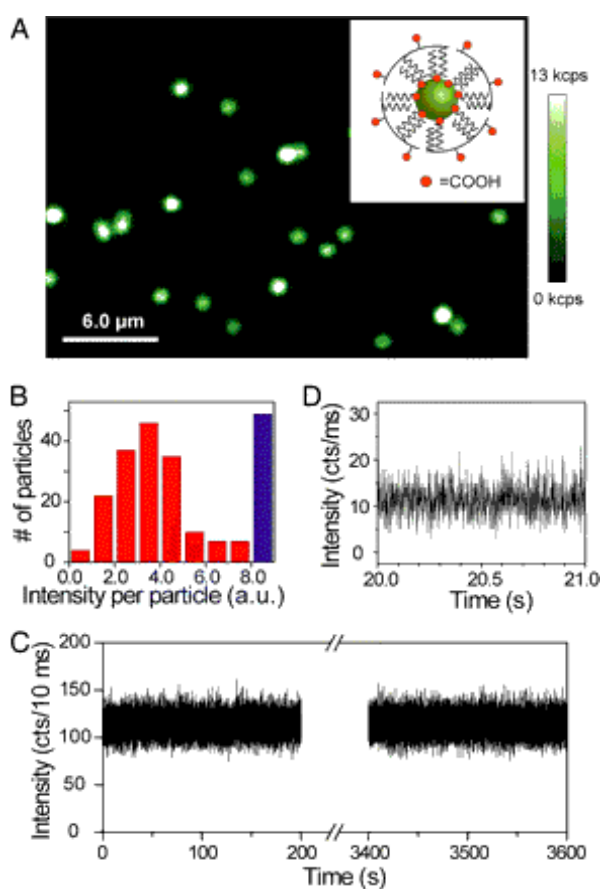 A
13 kcps
=COOH
0 kcps
6.0 µm
B
# of particles
40
20
0
0.0 2.0 4.0 6.0 8.0
Intensity per particle (a.u.)
D
Intensity (cts/ms)
30
20
10
0
20.0 20.5 21.0
Time (s)
C
Intensity (cts/10 ms)
200
150
100
50
0
0 100 200 3400 3500 3600
Time (s)